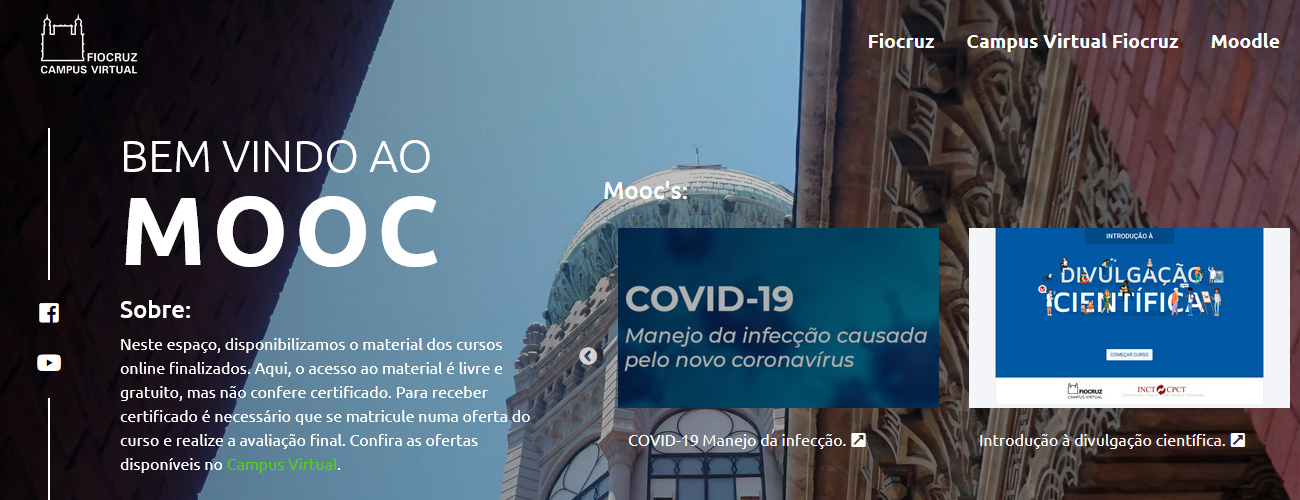 FIOCRUZ
CAMPUS VIRTUAL
Fiocruz
Campus Virtual Fiocruz
Moodle
BEM VINDO AO
MOOC
Sobre:
Neste espaço, disponibilizamos o material dos cursos
online finalizados. Aqui, o acesso ao material é livre e
gratuito, mas não confere certificado. Para receber
certificado é necessário que se matricule numa oferta do
curso e realize a avaliação final. Confira as ofertas
disponíveis no Campus Virtual.
Mooc's:
COVID-19
Manejo da infecção causada
pelo novo coronavírus
COVID-19 Manejo da infecção.
INTRODUÇÃO À
DIVULGAÇÃO
CIENTÍFICA
COMEÇAR CURSO
FIOCRUZ
CAMPUS VIRTUAL
INCT CPCT
Introdução à divulgação científica.